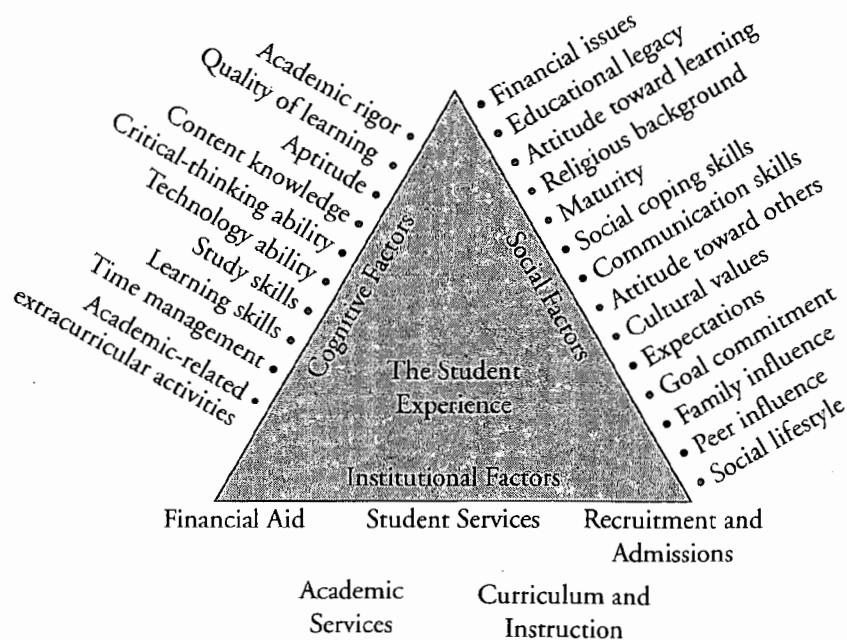 Academic rigor •
Quality of learning •
Aptitude •
Content knowledge •
Critical-thinking ability •
Technology ability •
Study skills •
Learning skills •
Time management •
Academic-related •
extracurricular activities
• Financial issues
• Educational legacy
• Attitude toward learning
• Religious background
• Maturity
• Social coping skills
• Communication skills
• Attitude toward others
• Cultural values
• Expectations
• Goal commitment
• Family influence
• Peer influence
• Social lifestyle
Cognitive Factors
Social Factors
The Student
Experience
Institutional Factors
Financial Aid
Student Services
Recruitment and
Admissions
Academic
Services
Curriculum and
Instruction